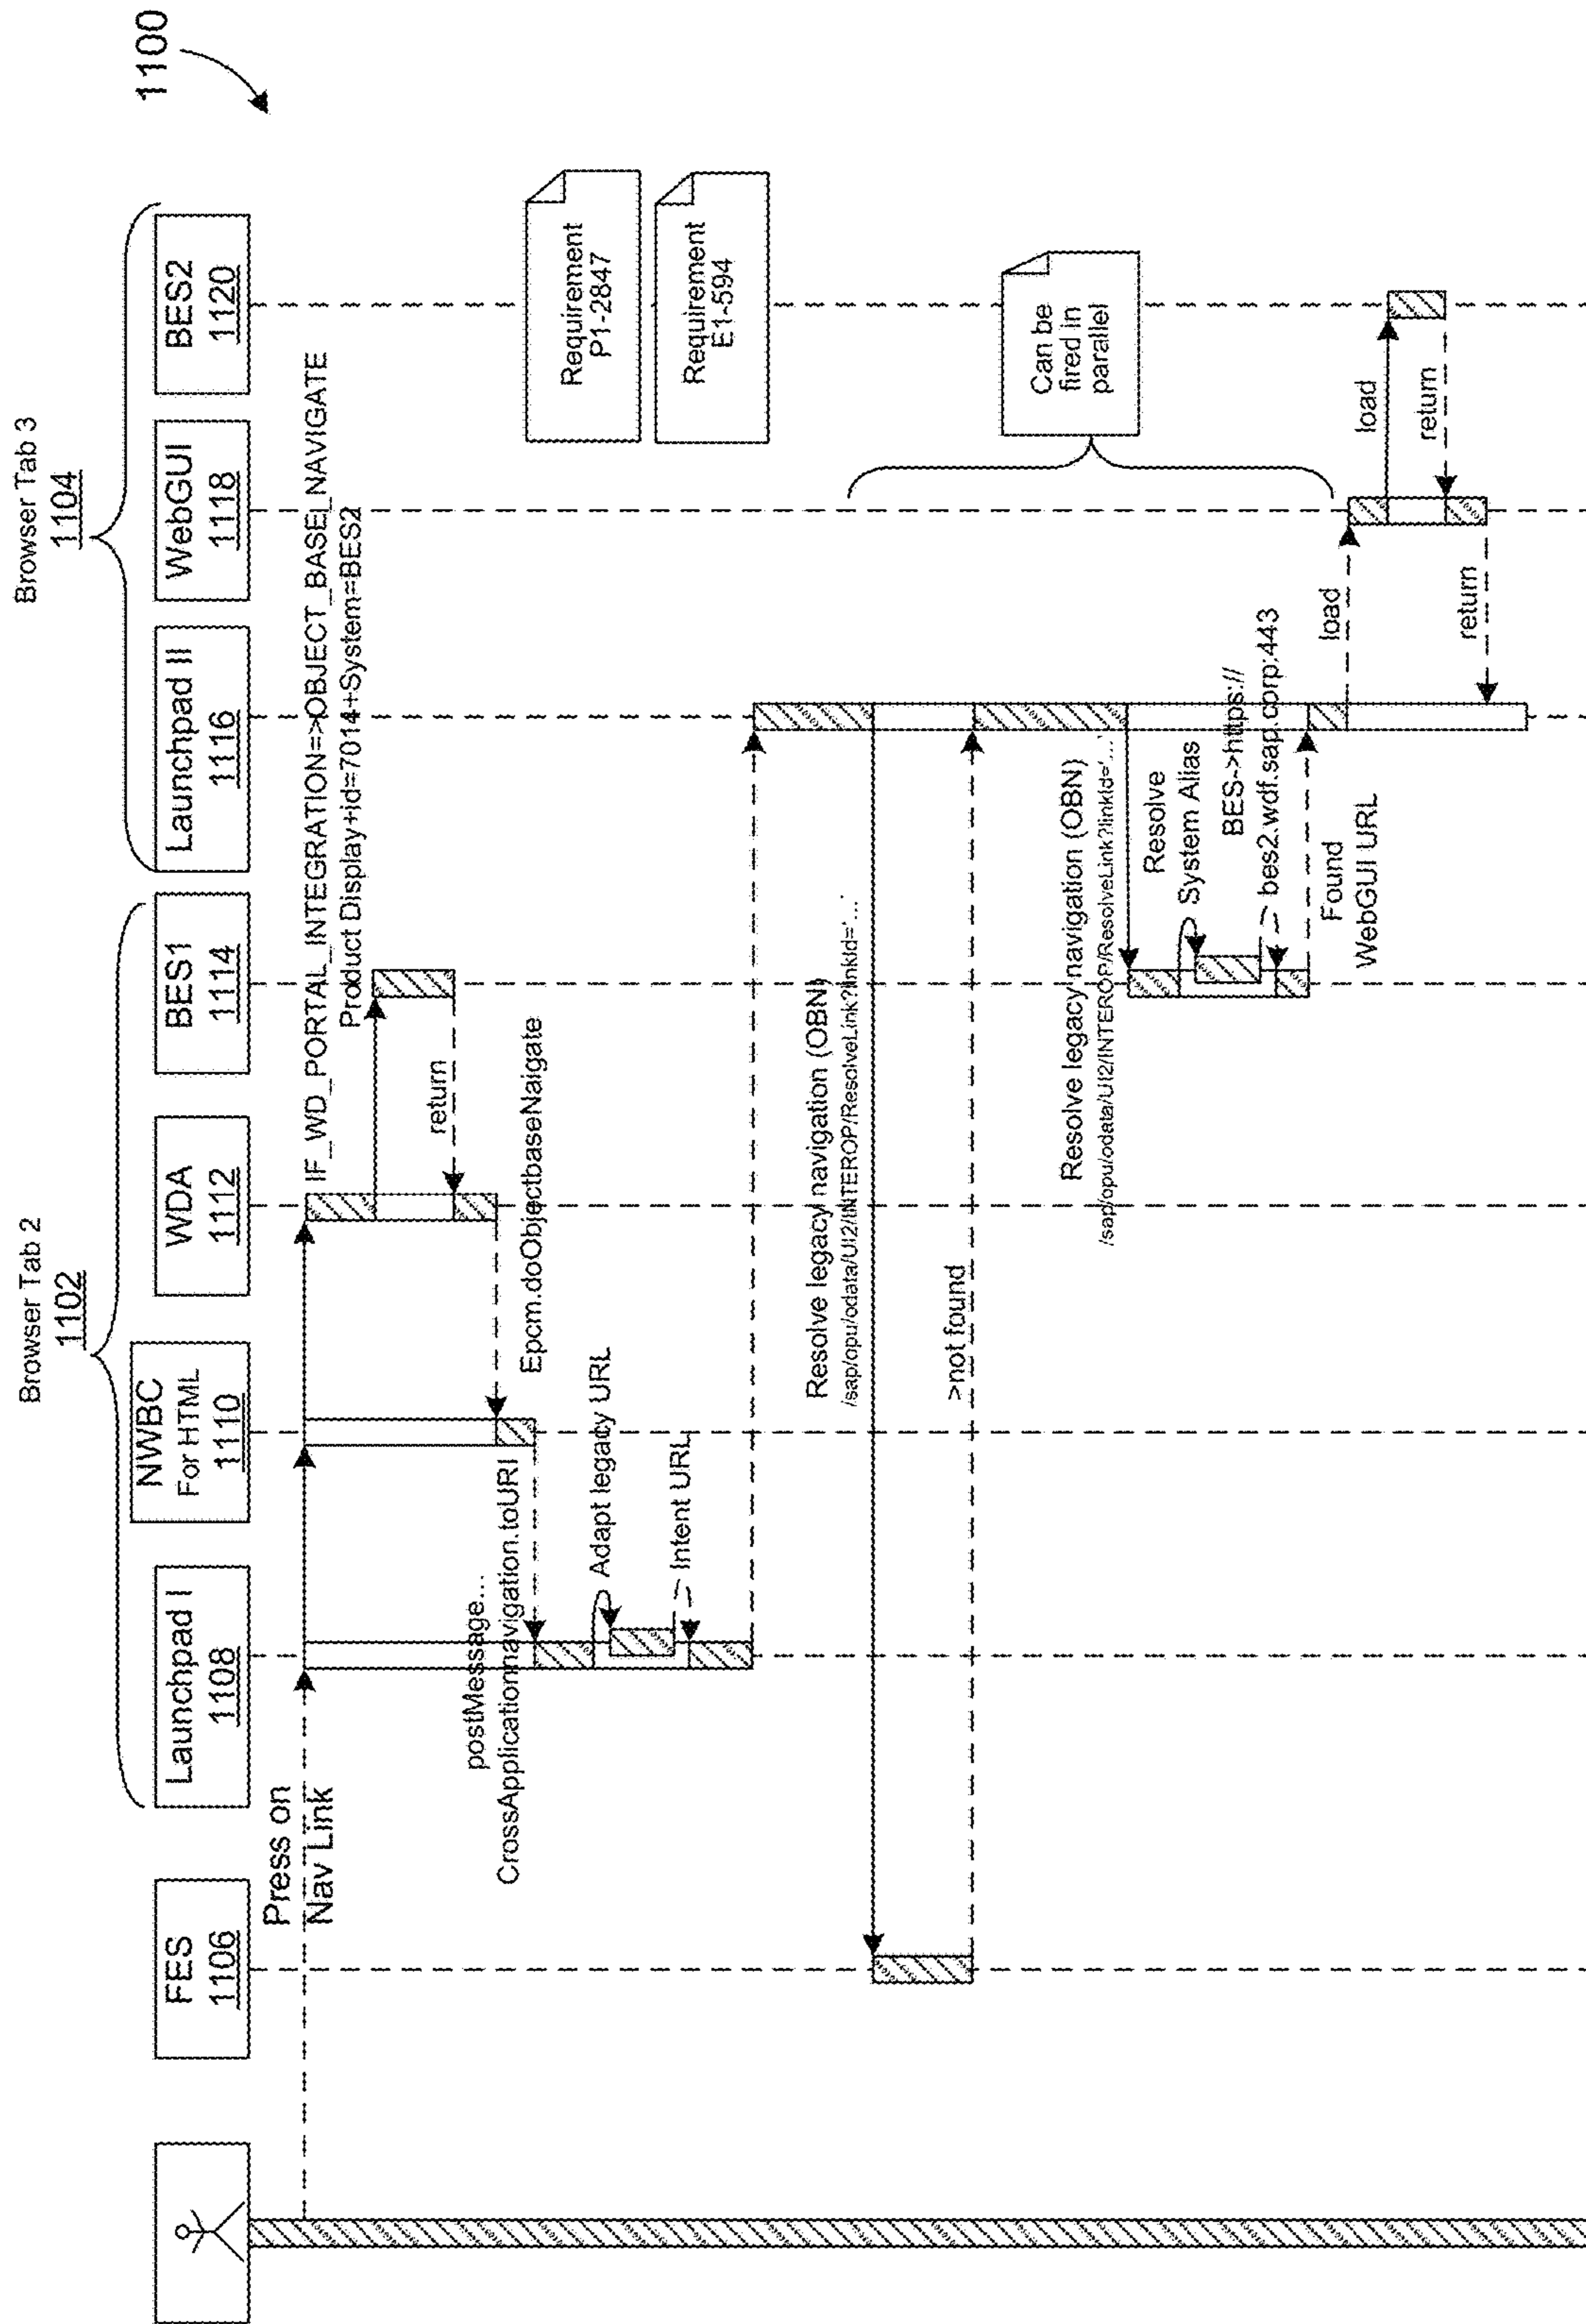 1100
Browser Tab 2
1102
Browser Tab 3
1104
FES
1106
Launchpad I
1108
NWBC
For HTML
1110
WDA
1112
BES1
1114
Launchpad II
1116
WebGUI
1118
BES2
1120
Press on
Nav Link
IF_WD_PORTAL_INTEGRATION=>OBJECT_BASE_NAVIGATE
Product Display+id=7014+System=BES2
return
Epcm.doObjectbaseNaigate
postMessage...
CrossApplicationnavigation.toURI
Adapt legacy URL
Intent URL
Requirement
P1-2847
Requirement
E1-594
Resolve legacy navigation (OBN)
/sap/opu/odata/UI2/INTEROP/ResolveLink?linkId='...'
>not found
Can be
fired in
parallel
Resolve legacy navigation (OBN)
/sap/opu/odata/UI2/INTEROP/ResolveLink?linkId='...'
Resolve
System Alias
BES->https://
bes2.wdf.sap.corp:443
Found
WebGUI URL
load
load
return
return